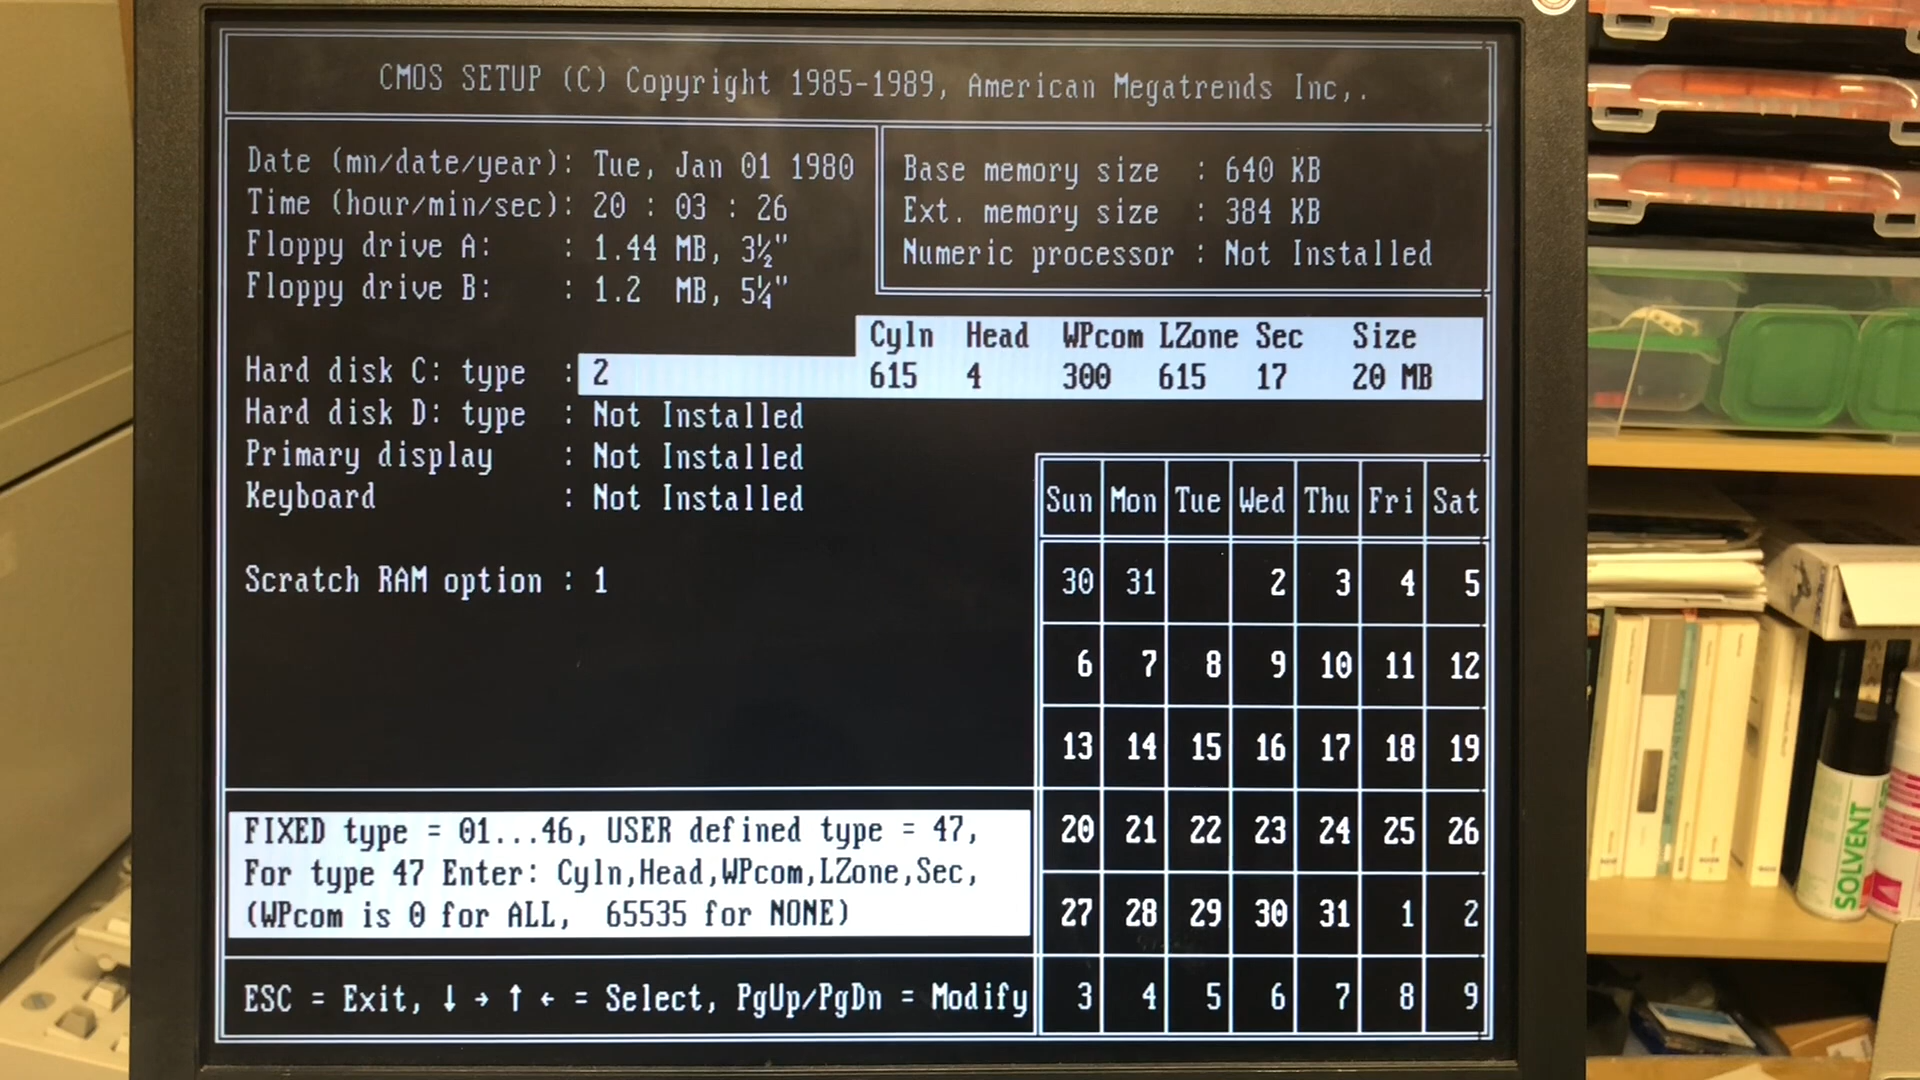 CMOS SETUP (C) Copyright 1985-1989, American Megatrends Inc,.
Date (mn/date/year): Tue, Jan 01 1980
Time (hour/min/sec): 20 : 03 : 26
Floppy drive A: : 1.44 MB, 3½"
Floppy drive B: : 1.2 MB, 5¼"
Base memory size : 640 KB
Ext. memory size : 384 KB
Numeric processor : Not Installed
Cyln Head WPcom LZone Sec Size
Hard disk C: type : 2 615 4 300 615 17 20 MB
Hard disk D: type : Not Installed
Primary display : Not Installed
Keyboard : Not Installed
Scratch RAM option : 1
Sun Mon Tue Wed Thu Fri Sat
30 31 2 3 4 5
6 7 8 9 10 11 12
13 14 15 16 17 18 19
20 21 22 23 24 25 26
27 28 29 30 31 1 2
3 4 5 6 7 8 9
FIXED type = 01...46, USER defined type = 47,
For type 47 Enter: Cyln,Head,WPcom,LZone,Sec,
(WPcom is 0 for ALL, 65535 for NONE)
ESC = Exit, ↓ → ↑ ← = Select, PgUp/PgDn = Modify
SOLVENT